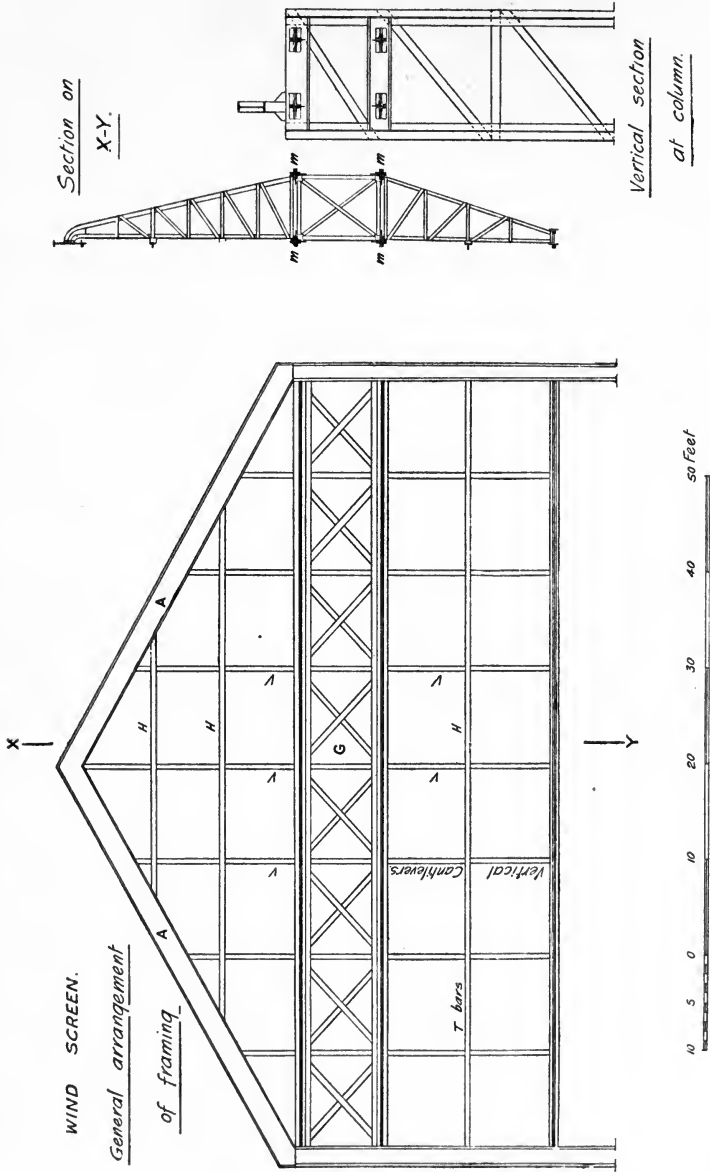 WIND SCREEN.
General arrangement
of framing
X
A
A
H
H
V
V
V
G
V
V
H
Cantilevers
Vertical
T bars
Y
10
5
0
10
20
30
40
50 Feet
Section on
X-Y.
m
m
m
m
Vertical section
at column.